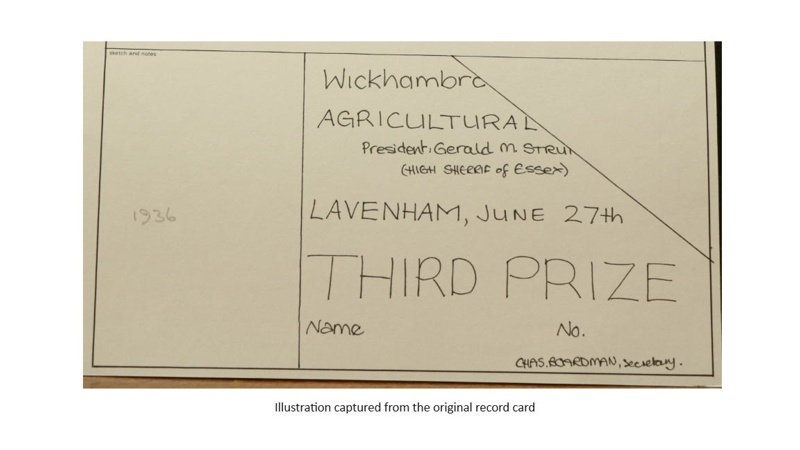 sketch and notes
Wickhambro
AGRICULTURAL
President: Gerald M STRU
(HIGH SHERRIF of Essex)
1936
LAVENHAM, JUNE 27th
THIRD PRIZE
Name No.
CHAS. BOARDMAN, Secretary.
Illustration captured from the original record card